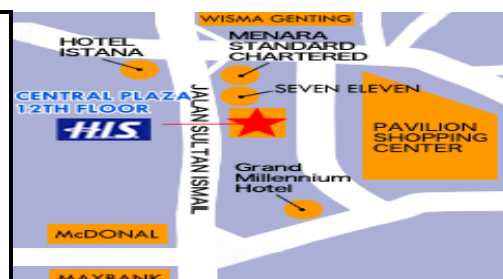 WISMA GENTING
HOTEL
ISTANA
MENARA
STANDARD
CHARTERED
SEVEN ELEVEN
CENTRAL PLAZA
12TH FLOOR
H.I.S.
JALAN SULTAN ISMAIL
PAVILION
SHOPPING
CENTER
Grand
Millennium
Hotel
McDONAL
MAYBANK